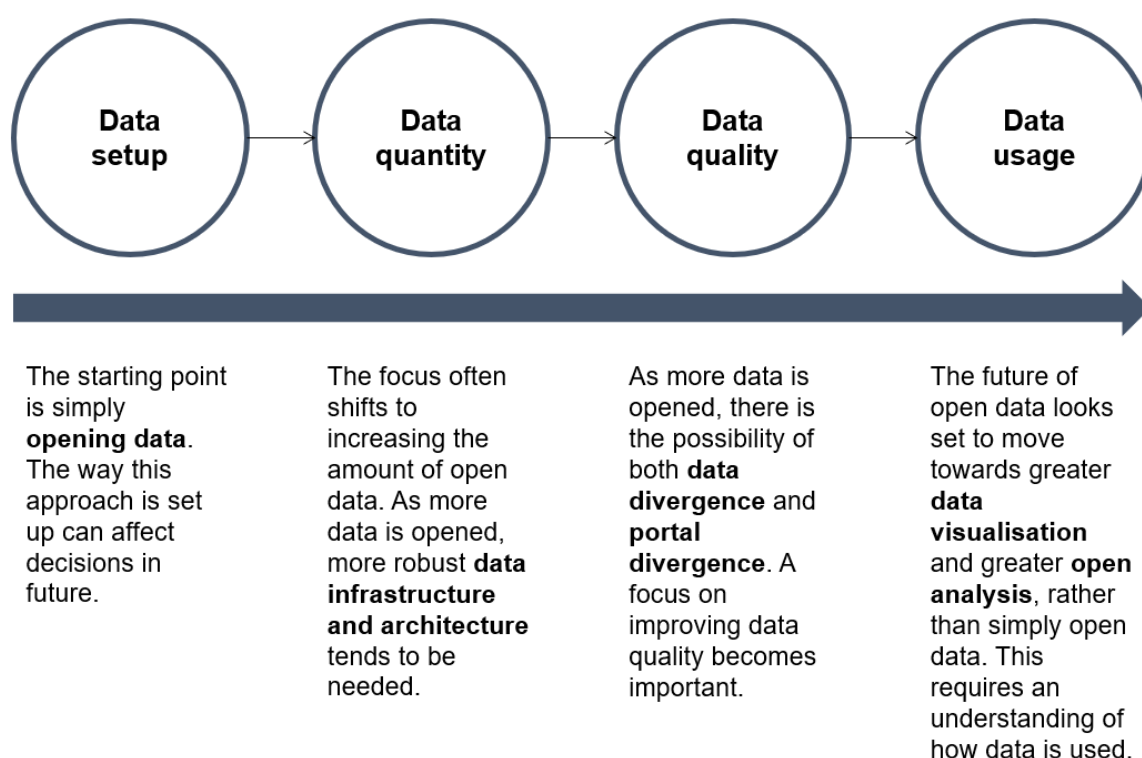 Data
setup
Data
quantity
Data
quality
Data
usage
The starting point
is simply
opening data.
The way this
approach is set
up can affect
decisions in
future.
The focus often
shifts to
increasing the
amount of open
data. As more
data is opened,
more robust data
infrastructure
and architecture
tends to be
needed.
As more data is
opened, there is
the possibility of
both data
divergence and
portal
divergence. A
focus on
improving data
quality becomes
important.
The future of
open data looks
set to move
towards greater
data
visualisation
and greater open
analysis, rather
than simply open
data. This
requires an
understanding of
how data is used.